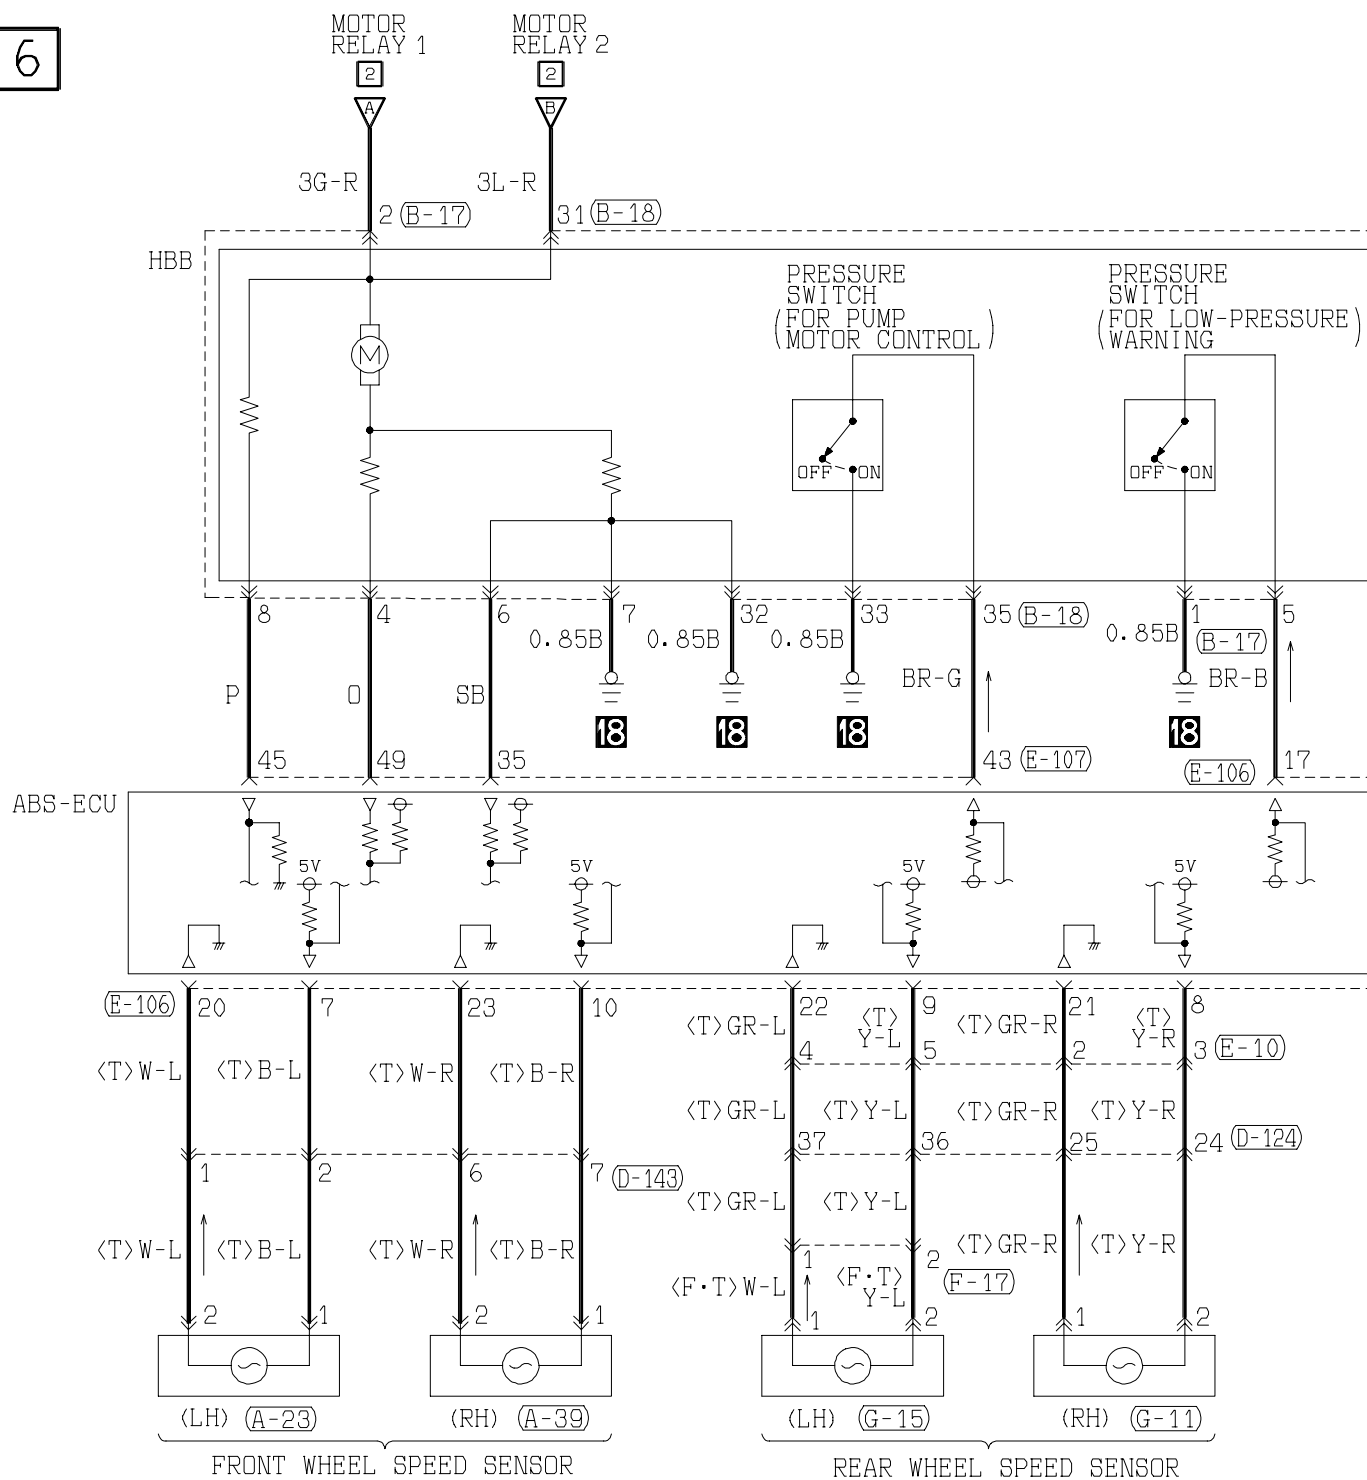 6
MOTOR
RELAY 1
MOTOR
RELAY 2
2
2
A
B
3G-R
3L-R
2 (B-17)
31 (B-18)
HBB
PRESSURE
SWITCH
(FOR PUMP
MOTOR CONTROL)
PRESSURE
SWITCH
(FOR LOW-PRESSURE)
WARNING
M
OFF ON
OFF ON
8 4 6 7 32 33 35 (B-18) 1 (B-17) 5
0.85B 0.85B 0.85B 0.85B
P O SB BR-G BR-B
18 18 18 18
45 49 35 43 (E-107) (E-106) 17
ABS-ECU
5V 5V 5V 5V
(E-106) 20 7 23 10 22 9 21 8
<T>GR-L <T> Y-L <T>GR-R <T> Y-R
4 5 2 3 (E-10)
<T>W-L <T>B-L <T>W-R <T>B-R
<T>GR-L <T>Y-L <T>GR-R <T>Y-R
37 36 25 24 (D-124)
1 2 6 7 (D-143)
<T>GR-L <T>Y-L
<T>W-L <T>B-L <T>W-R <T>B-R <T>GR-R <T>Y-R
1 2 (F-17)
<F·T>W-L <F·T> Y-L
2 1 2 1 1 2 1 2
(LH) (A-23) (RH) (A-39) (LH) (G-15) (RH) (G-11)
FRONT WHEEL SPEED SENSOR
REAR WHEEL SPEED SENSOR